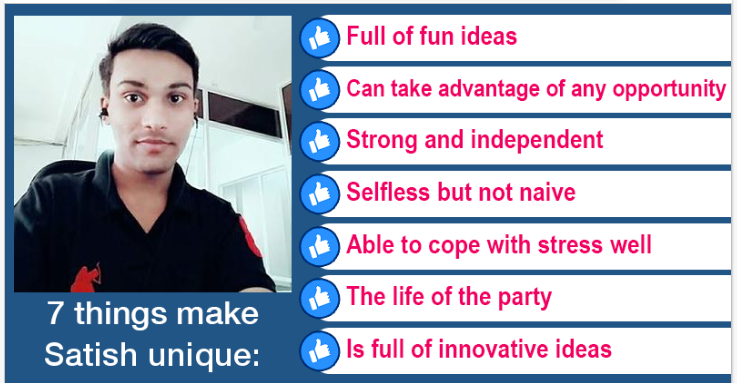 Full of fun ideas
Can take advantage of any opportunity
Strong and independent
Selfless but not naive
Able to cope with stress well
The life of the party
Is full of innovative ideas
7 things make
Satish unique: